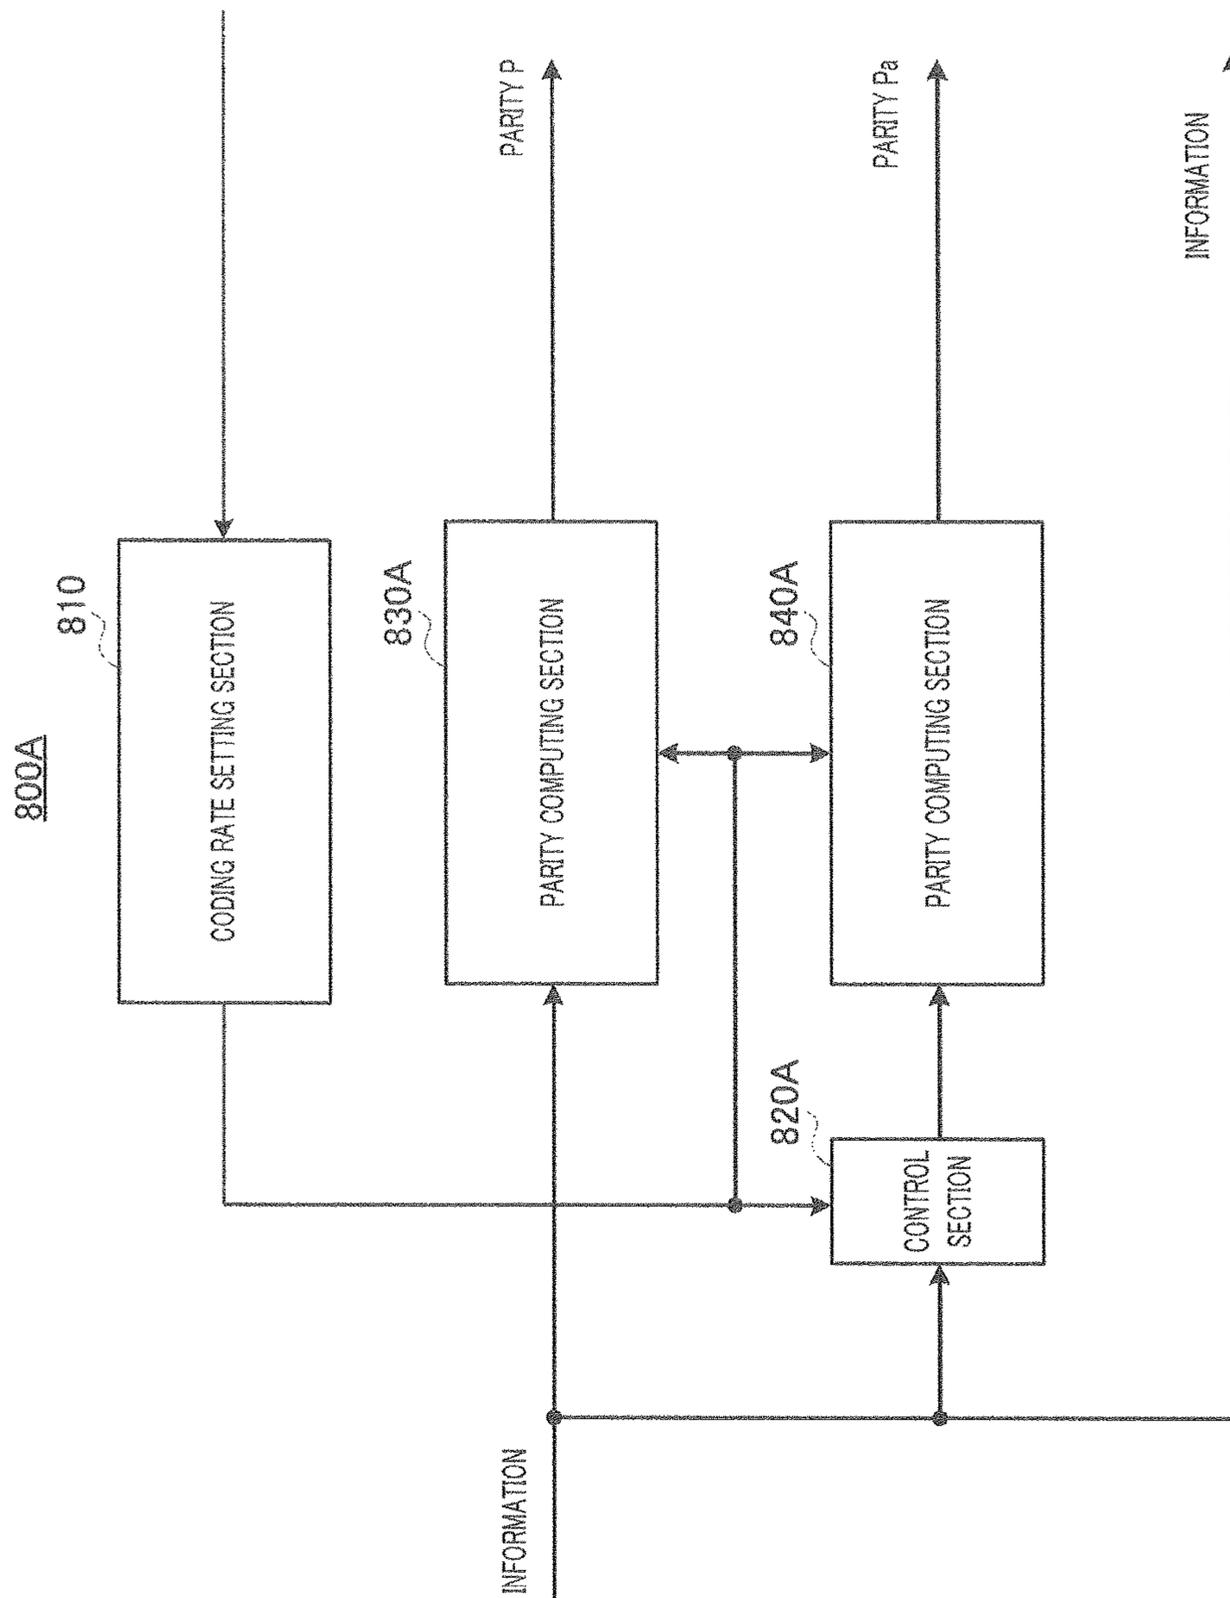 800A
810
CODING RATE SETTING SECTION
PARITY P
830A
PARITY COMPUTING SECTION
INFORMATION
PARITY Pa
840A
PARITY COMPUTING SECTION
820A
CONTROL
SECTION
INFORMATION